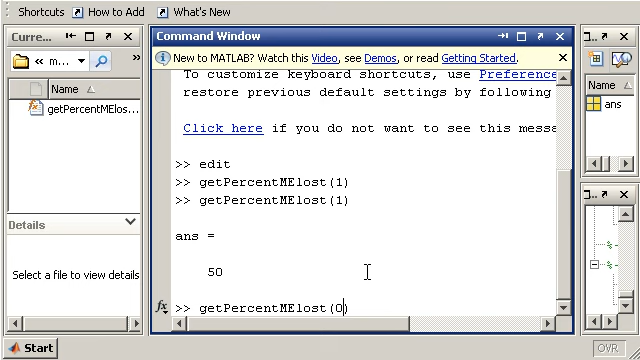 Shortcuts How to Add What's New
Curre...
« m...
Name
getPercentMElost...
Details
Select a file to view details
Command Window
New to MATLAB? Watch this Video, see Demos, or read Getting Started.
To customize keyboard shortcuts, use Preference
restore previous default settings by following
Click here if you do not want to see this messa
>> edit
>> getPercentMElost(1)
>> getPercentMElost(1)
ans =
50
fx >> getPercentMElost(0)
Name
ans
Start
OVR